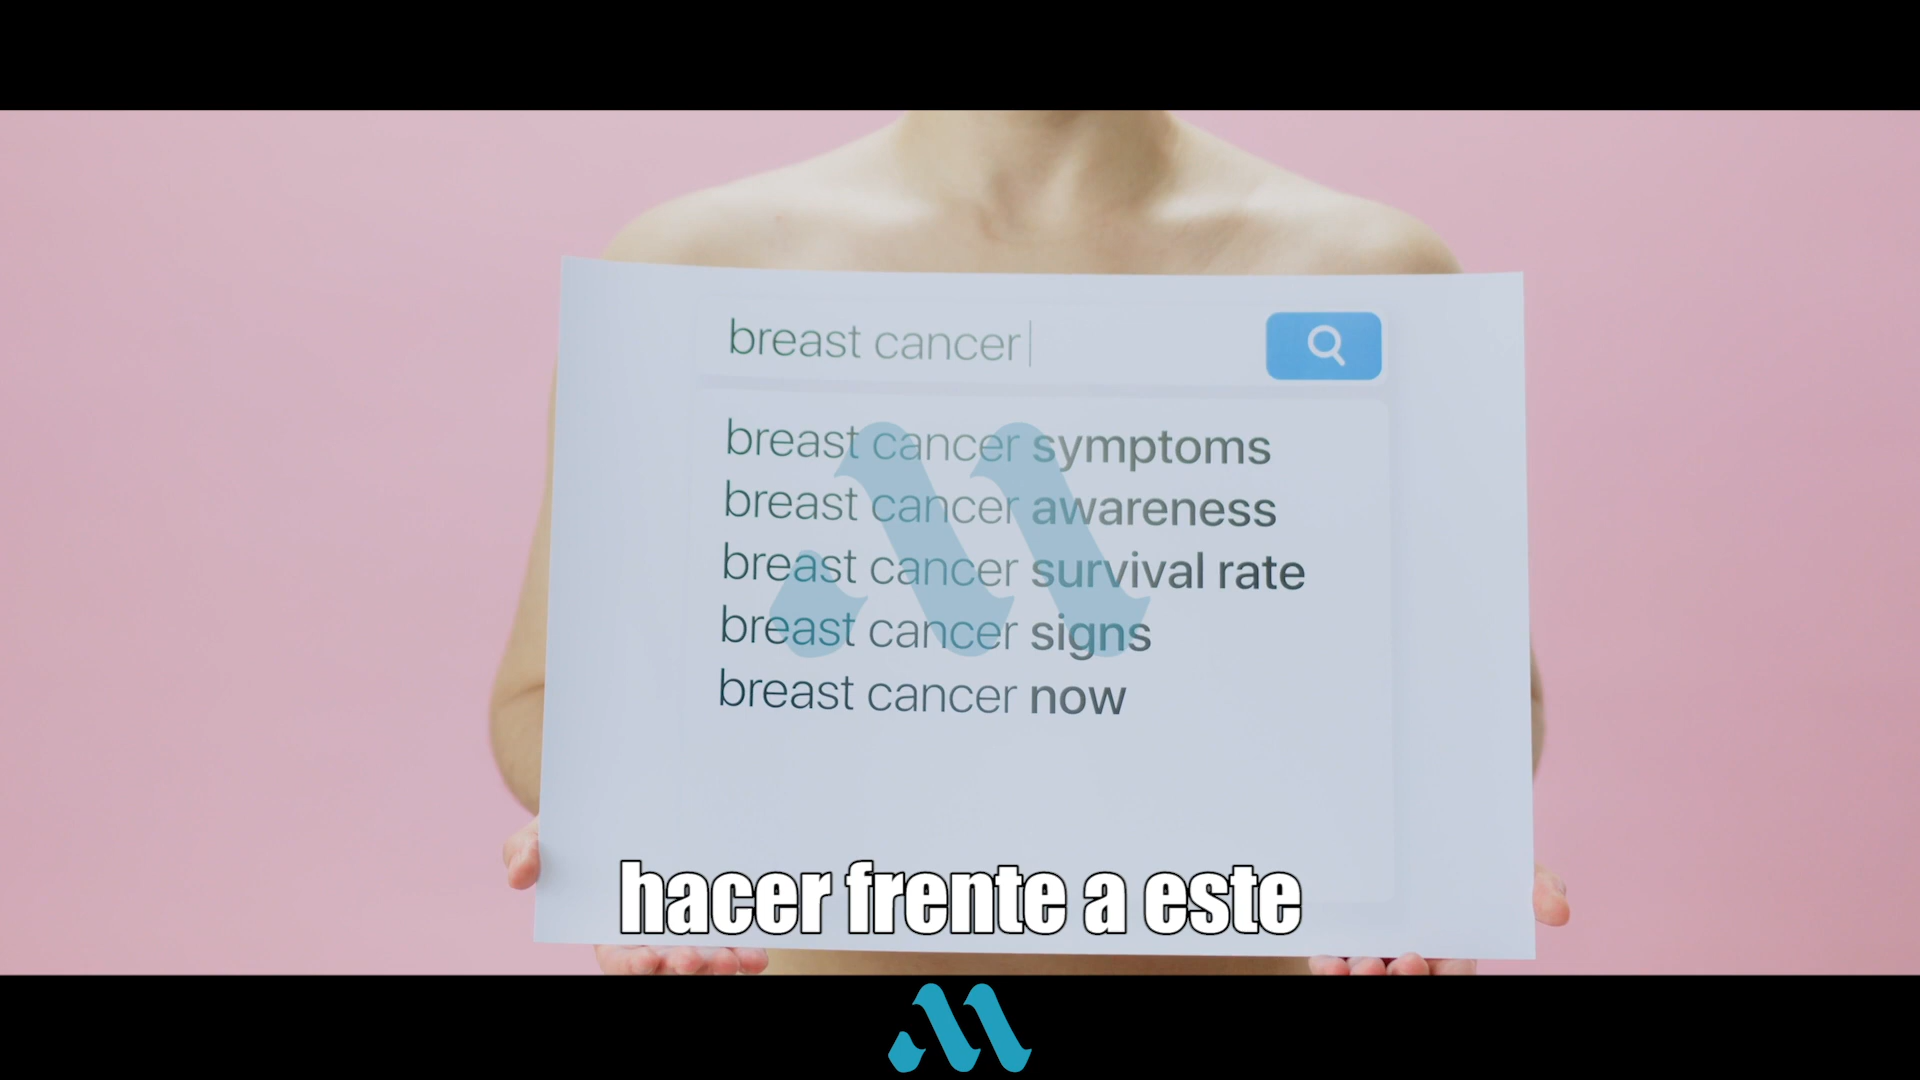 breast cancer
breast cancer symptoms
breast cancer awareness
breast cancer survival rate
breast cancer signs
breast cancer now
hacer frente a este